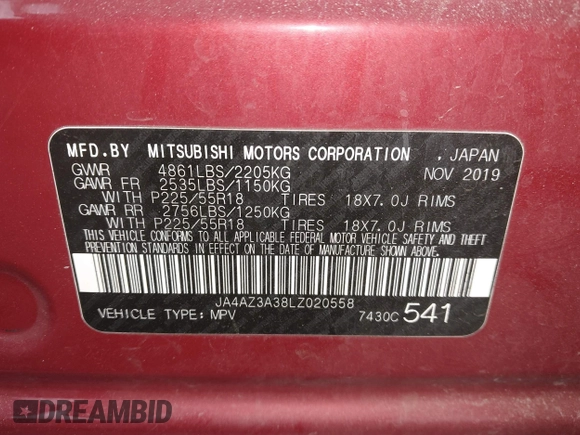 MFD.BY MITSUBISHI MOTORS CORPORATION , JAPAN
GVWR 4861LBS/2205KG NOV 2019
GAWR FR 2535LBS/1150KG
WITH P225/55R18 TIRES 18X7.0J RIMS
GAWR RR 2756LBS/1250KG
WITH P225/55R18 TIRES 18X7.0J RIMS
THIS VEHICLE CONFORMS TO ALL APPLICABLE FEDERAL MOTOR VEHICLE SAFETY AND THEFT
PREVENTION STANDARDS IN EFFECT ON THE DATE OF MANUFACTURE SHOWN ABOVE.
JA4AZ3A38LZ020558
VEHICLE TYPE: MPV 7430C 541
DREAMBID